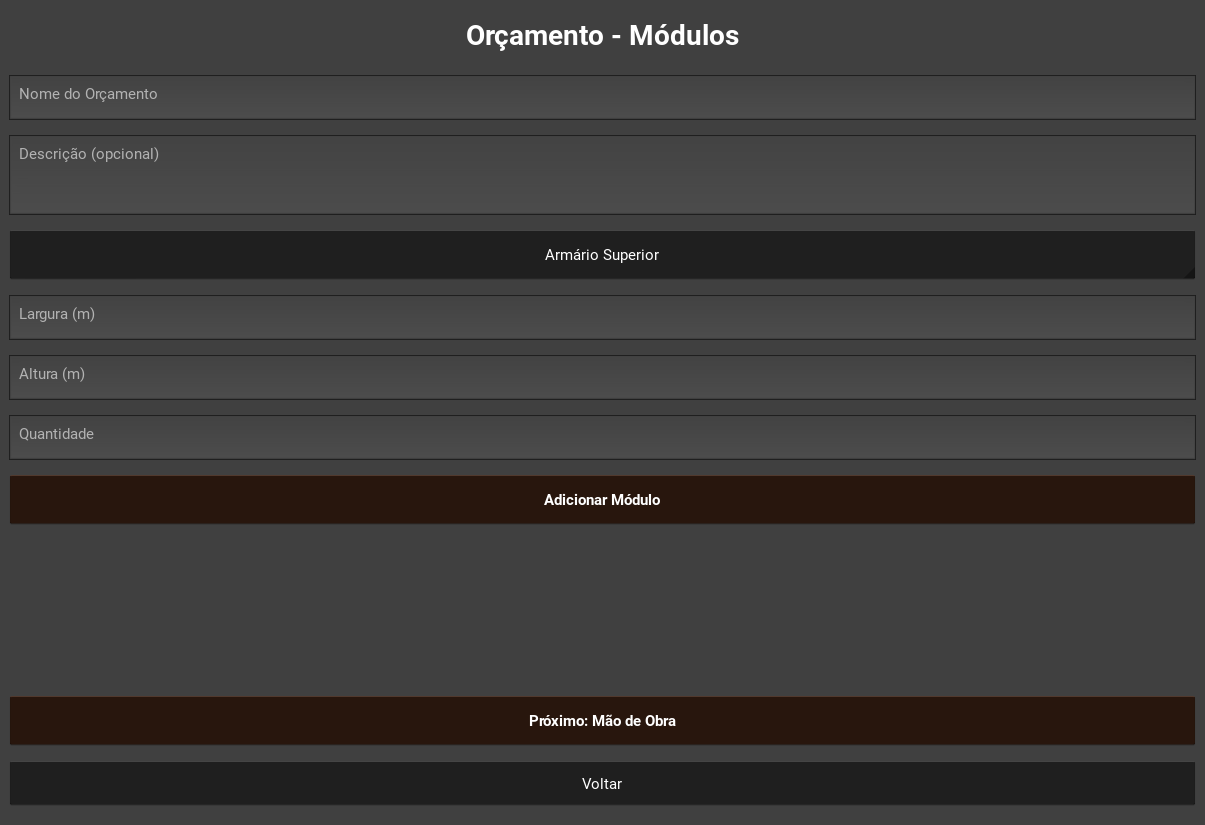 Orçamento - Módulos
Nome do Orçamento
Descrição (opcional)
Armário Superior
Largura (m)
Altura (m)
Quantidade
Adicionar Módulo
Próximo: Mão de Obra
Voltar